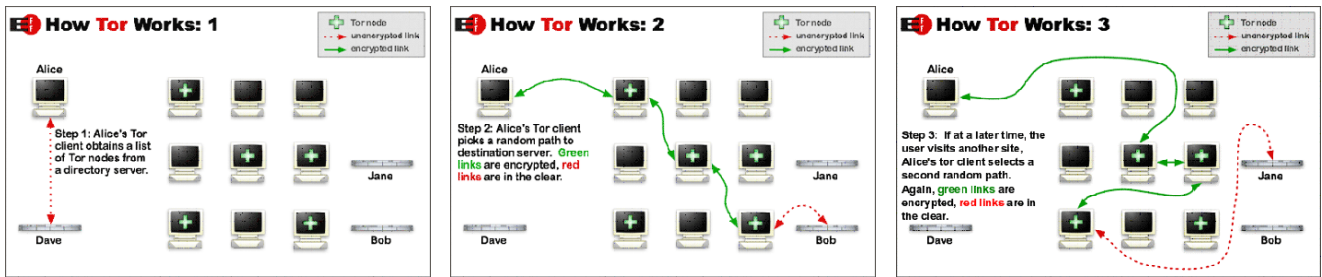 EFF How Tor Works: 1
Tor node
unencrypted link
encrypted link
Alice
Step 1: Alice's Tor
client obtains a list
of Tor nodes from
a directory server.
Jane
Dave
Bob
EFF How Tor Works: 2
Tor node
unencrypted link
encrypted link
Alice
Step 2: Alice's Tor client
picks a random path to
destination server. Green
links are encrypted, red
links are in the clear.
Jane
Dave
Bob
EFF How Tor Works: 3
Tor node
unencrypted link
encrypted link
Alice
Step 3: If at a later time, the
user visits another site,
Alice's tor client selects a
second random path.
Again, green links are
encrypted, red links are in
the clear.
Jane
Dave
Bob